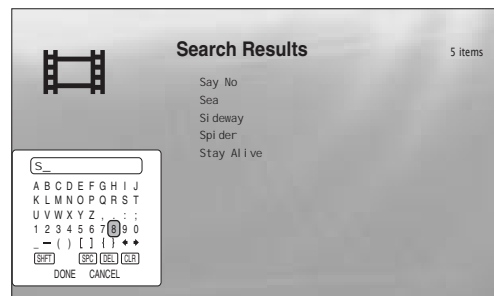 Search Results
5 items
Say No
Sea
Sideway
Spider
Stay Alive
S_
A B C D E F G H I J
K L M N O P Q R S T
U V W X Y Z , . : ;
1 2 3 4 5 6 7 8 9 0
_ – ( ) [ ] { }
SHFT SPC DEL CLR
DONE CANCEL